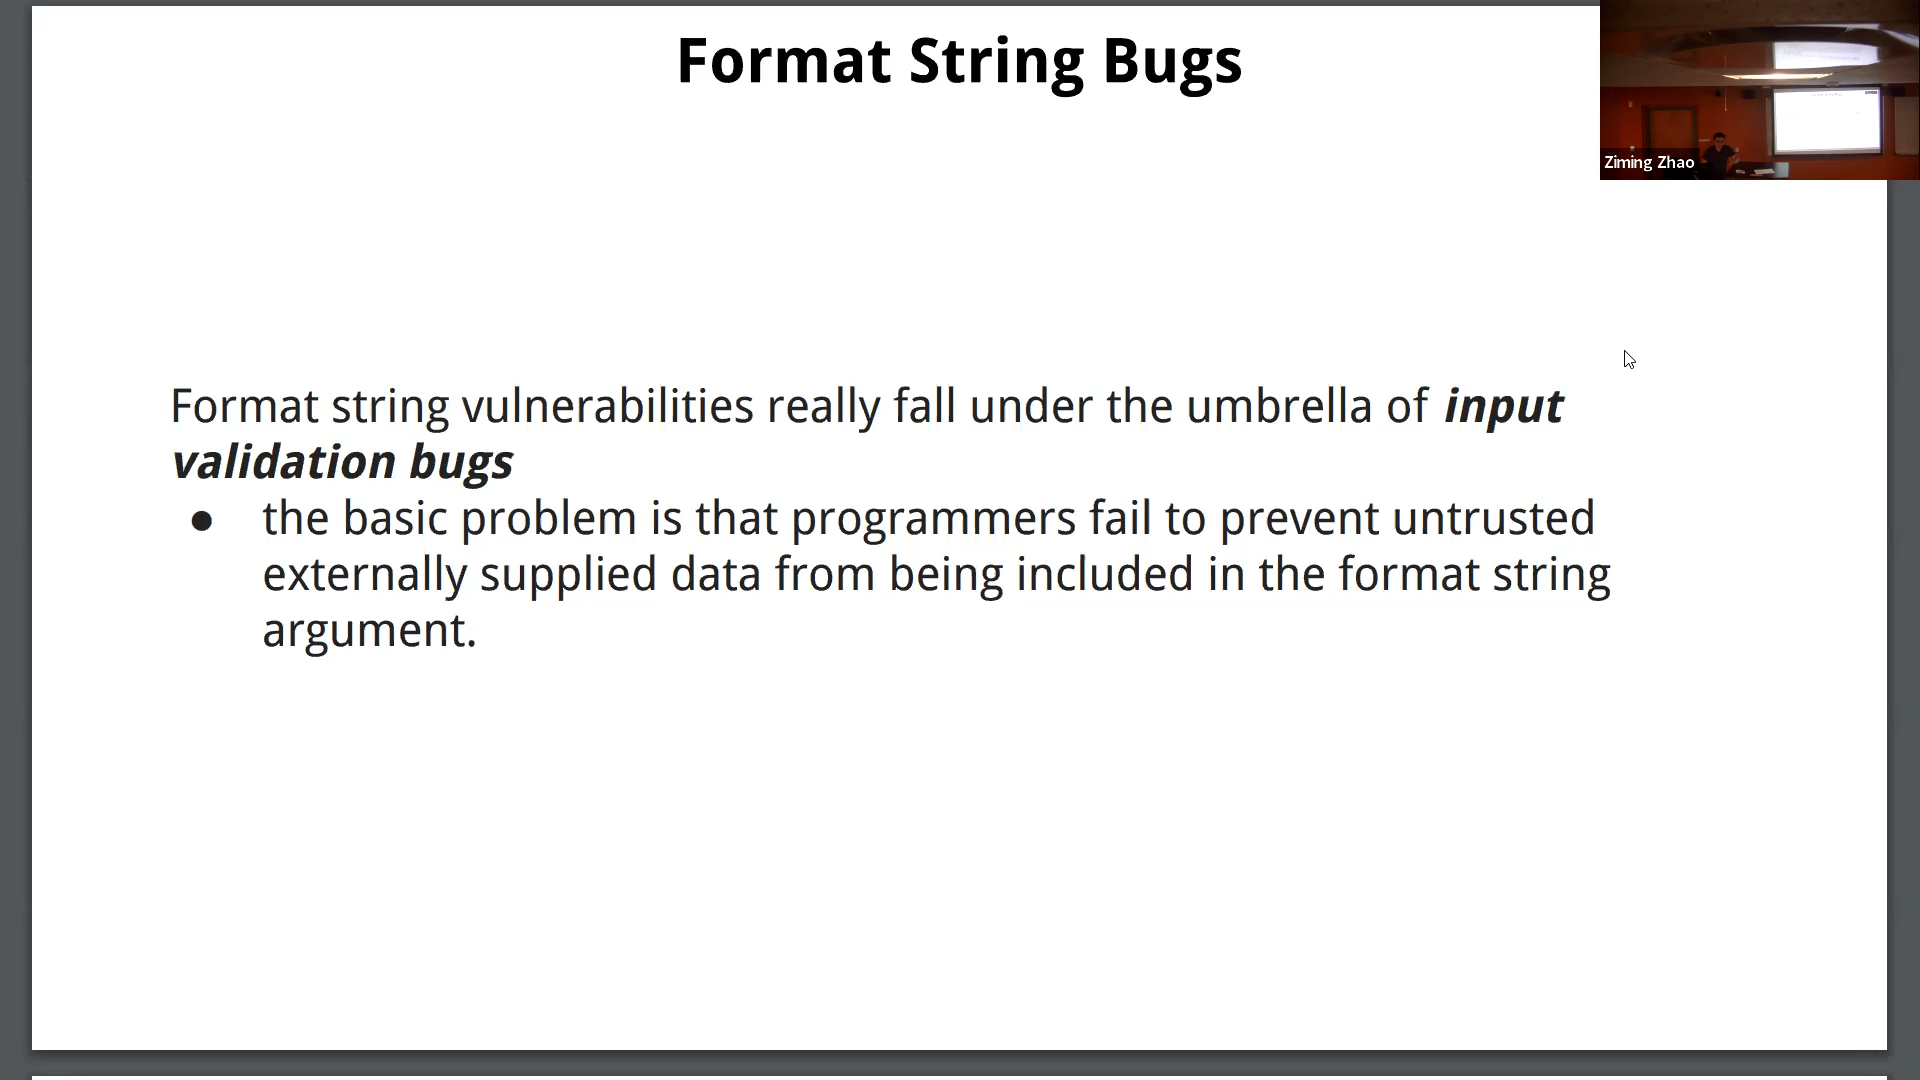 Format String Bugs
Ziming Zhao
Format string vulnerabilities really fall under the umbrella of input
validation bugs
● the basic problem is that programmers fail to prevent untrusted
externally supplied data from being included in the format string
argument.